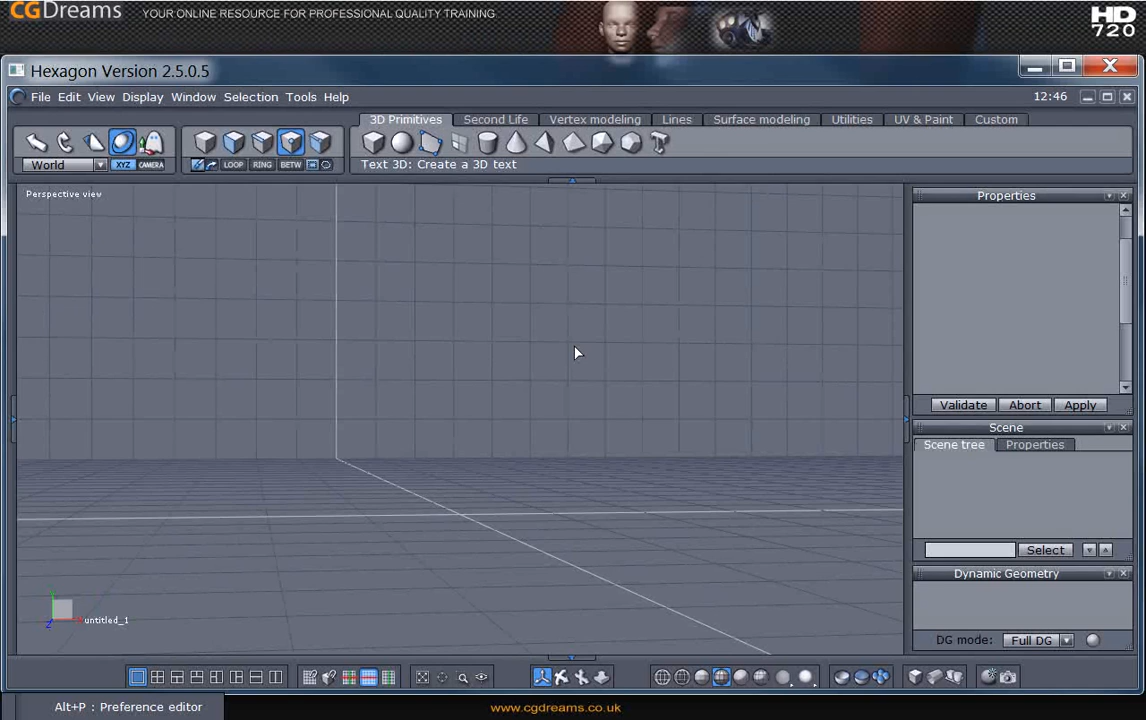 CGDreams YOUR ONLINE RESOURCE FOR PROFESSIONAL QUALITY TRAINING.
HD
720
Hexagon Version 2.5.0.5
File Edit View Display Window Selection Tools Help 12:46
3D Primitives Second Life Vertex modeling Lines Surface modeling Utilities UV & Paint Custom
World XYZ CAMERA LOOP RING BETW Text 3D: Create a 3D text
Perspective view
Properties
Validate Abort Apply
Scene
Scene tree Properties
Select
Dynamic Geometry
DG mode: Full DG
Y
X
Z
untitled_1
Alt+P : Preference editor
www.cgdreams.co.uk